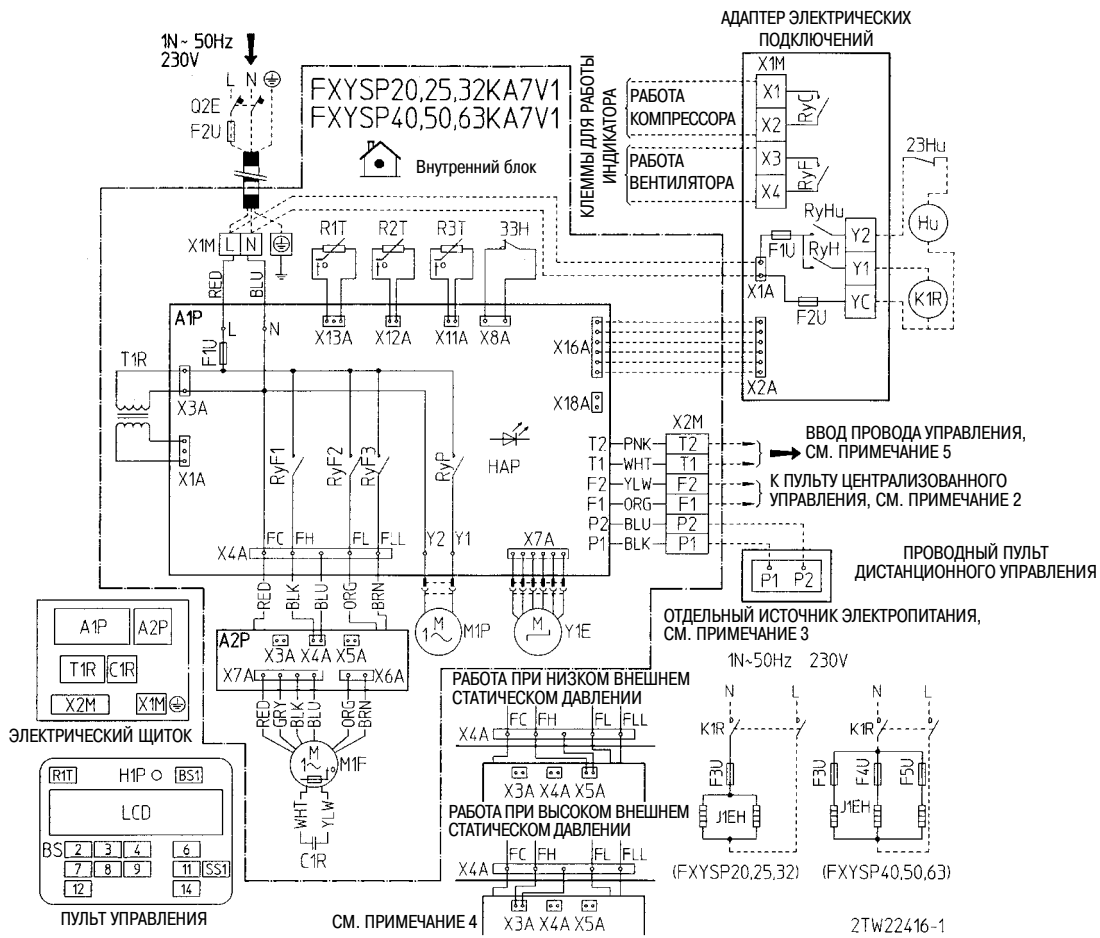 АДАПТЕР ЭЛЕКТРИЧЕСКИХ
ПОДКЛЮЧЕНИЙ
1N~ 50Hz
230V
L N
Q2E
F2U
FXYSP20,25,32KA7V1
FXYSP40,50,63KA7V1
Внутренний блок
КЛЕММЫ ДЛЯ РАБОТЫ
ИНДИКАТОРА
РАБОТА
КОМПРЕССОРА
РАБОТА
ВЕНТИЛЯТОРА
X1M
X1
X2
X3
X4
RyC
RyF
23Hu
RyHu
Hu
F1U
RyH
Y2
Y1
YC
K1R
X1A
F2U
X2A
X1M L N
RED
BLU
R1T R2T R3T 33H
X13A X12A X11A X8A
A1P
L N
F1U
T1R
X3A
X1A
X16A
X18A
HAP
RyF1 RyF2 RyF3 RyP
X2M
T2 PNK T2
T1 WHT T1
F2 YLW F2
F1 ORG F1
P2 BLU P2
P1 BLK P1
ВВОД ПРОВОДА УПРАВЛЕНИЯ,
СМ. ПРИМЕЧАНИЕ 5
К ПУЛЬТУ ЦЕНТРАЛИЗОВАННОГО
УПРАВЛЕНИЯ, СМ. ПРИМЕЧАНИЕ 2
X4A FC FH FL FLL Y2 Y1 X7A
RED BLK BLU ORG BRN
M 1~ M1P
M Y1E
P1 P2
ПРОВОДНЫЙ ПУЛЬТ
ДИСТАНЦИОННОГО УПРАВЛЕНИЯ
ОТДЕЛЬНЫЙ ИСТОЧНИК ЭЛЕКТРОПИТАНИЯ,
СМ. ПРИМЕЧАНИЕ 3
1N~50Hz 230V
A2P
X3A X4A X5A
X7A X6A
RED GRY BLK BLU ORG BRN
M 1~ M1F
WHT YLW
C1R
A1P A2P
T1R C1R
X2M X1M
ЭЛЕКТРИЧЕСКИЙ ЩИТОК
R1T H1P BS1
LCD
BS 2 3 4 6
7 8 9 11 SS1
12 14
ПУЛЬТ УПРАВЛЕНИЯ
РАБОТА ПРИ НИЗКОМ ВНЕШНЕМ
СТАТИЧЕСКОМ ДАВЛЕНИИ
FC FH FL FLL
X4A
X3A X4A X5A
РАБОТА ПРИ ВЫСОКОМ ВНЕШНЕМ
СТАТИЧЕСКОМ ДАВЛЕНИИ
FC FH FL FLL
X4A
X3A X4A X5A
СМ. ПРИМЕЧАНИЕ 4
N L
K1R
F3U
J1EH
(FXYSP20,25,32)
N L
K1R
F3U F4U F5U
J1EH
(FXYSP40,50,63)
2TW22416-1